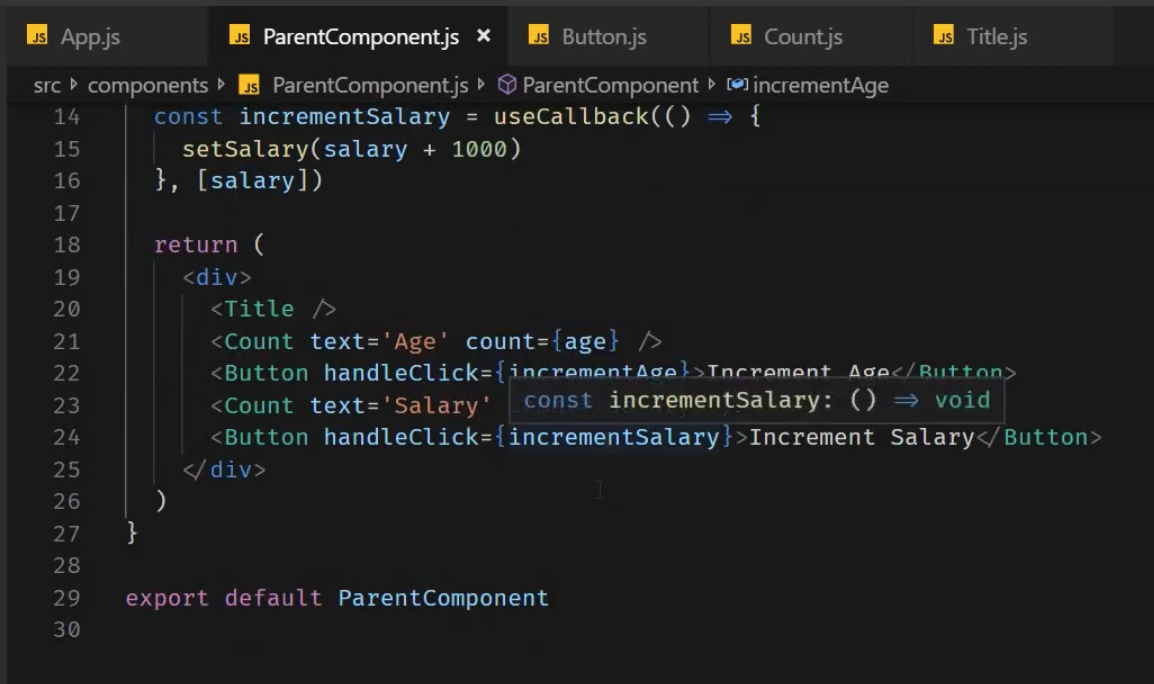 JS App.js JS ParentComponent.js × JS Button.js JS Count.js JS Title.js
src components JS ParentComponent.js ParentComponent incrementAge
14 const incrementSalary = useCallback(() => {
15 setSalary(salary + 1000)
16 }, [salary])
17
18 return (
19 <div>
20 <Title />
21 <Count text='Age' count={age} />
22 <Button handleClick={incrementAge}>Increment Age</Button>
23 <Count text='Salary' const incrementSalary: () => void
24 <Button handleClick={incrementSalary}>Increment Salary</Button>
25 </div>
26 )
27 }
28
29 export default ParentComponent
30